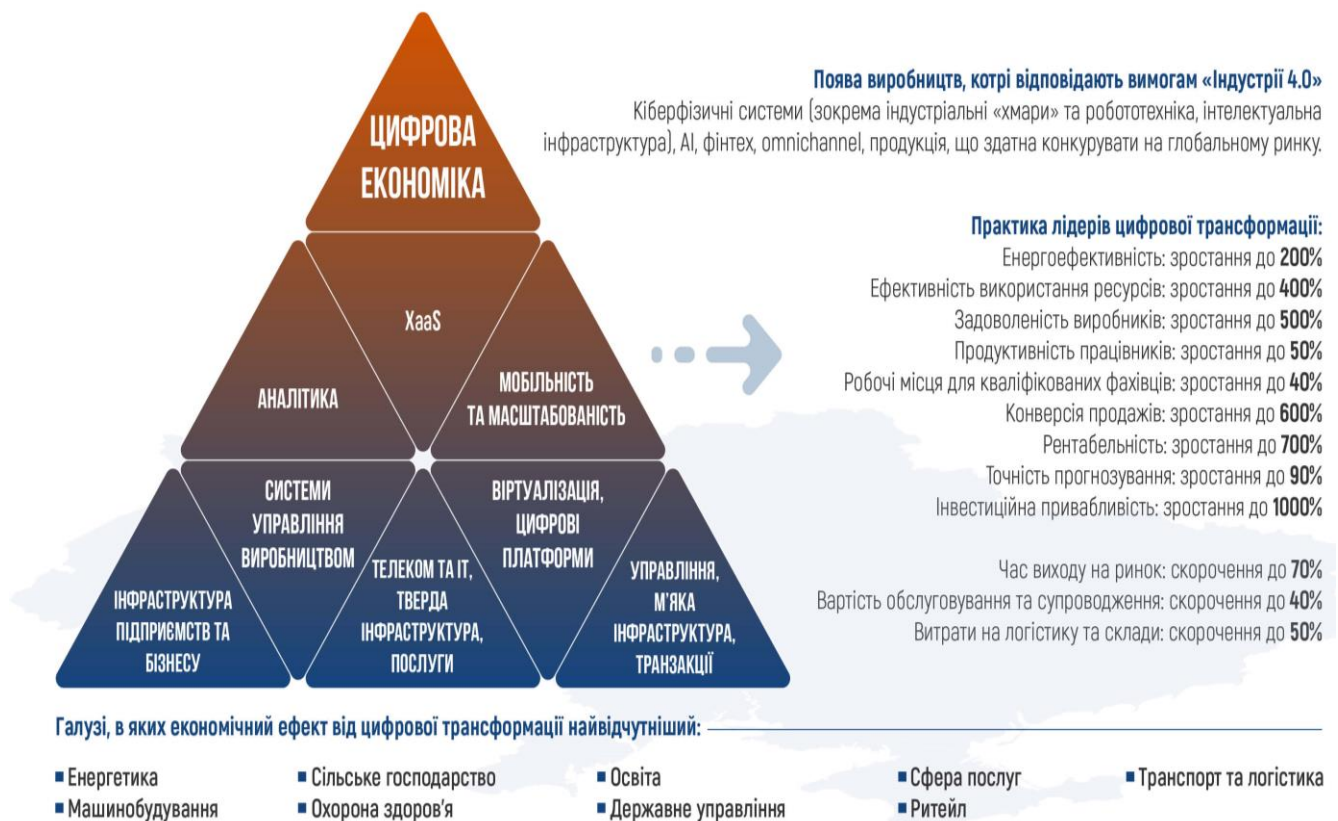 ЦИФРОВА
ЕКОНОМІКА
XaaS
АНАЛІТИКА
МОБІЛЬНІСТЬ
ТА МАСШТАБОВАНІСТЬ
СИСТЕМИ
УПРАВЛІННЯ
ВИРОБНИЦТВОМ
ВІРТУАЛІЗАЦІЯ,
ЦИФРОВІ
ПЛАТФОРМИ
ІНФРАСТРУКТУРА
ПІДПРИЄМСТВ ТА
БІЗНЕСУ
ТЕЛЕКОМ ТА ІТ,
ТВЕРДА
ІНФРАСТРУКТУРА,
ПОСЛУГИ
УПРАВЛІННЯ,
М'ЯКА
ІНФРАСТРУКТУРА,
ТРАНЗАКЦІЇ
Поява виробництв, котрі відповідають вимогам «Індустрії 4.0»
Кіберфізичні системи (зокрема індустріальні «хмари» та робототехніка, інтелектуальна
інфраструктура), AI, фінтех, omnichannel, продукція, що здатна конкурувати на глобальному ринку.
Практика лідерів цифрової трансформації:
Енергоефективність: зростання до 200%
Ефективність використання ресурсів: зростання до 400%
Задоволеність виробників: зростання до 500%
Продуктивність працівників: зростання до 50%
Робочі місця для кваліфікованих фахівців: зростання до 40%
Конверсія продажів: зростання до 600%
Рентабельність: зростання до 700%
Точність прогнозування: зростання до 90%
Інвестиційна привабливість: зростання до 1000%
Час виходу на ринок: скорочення до 70%
Вартість обслуговування та супроводження: скорочення до 40%
Витрати на логістику та склади: скорочення до 50%
Галузі, в яких економічний ефект від цифрової трансформації найвідчутніший:
▪ Енергетика ▪ Сільське господарство ▪ Освіта ▪ Сфера послуг ▪ Транспорт та логістика
▪ Машинобудування ▪ Охорона здоров'я ▪ Державне управління ▪ Ритейл